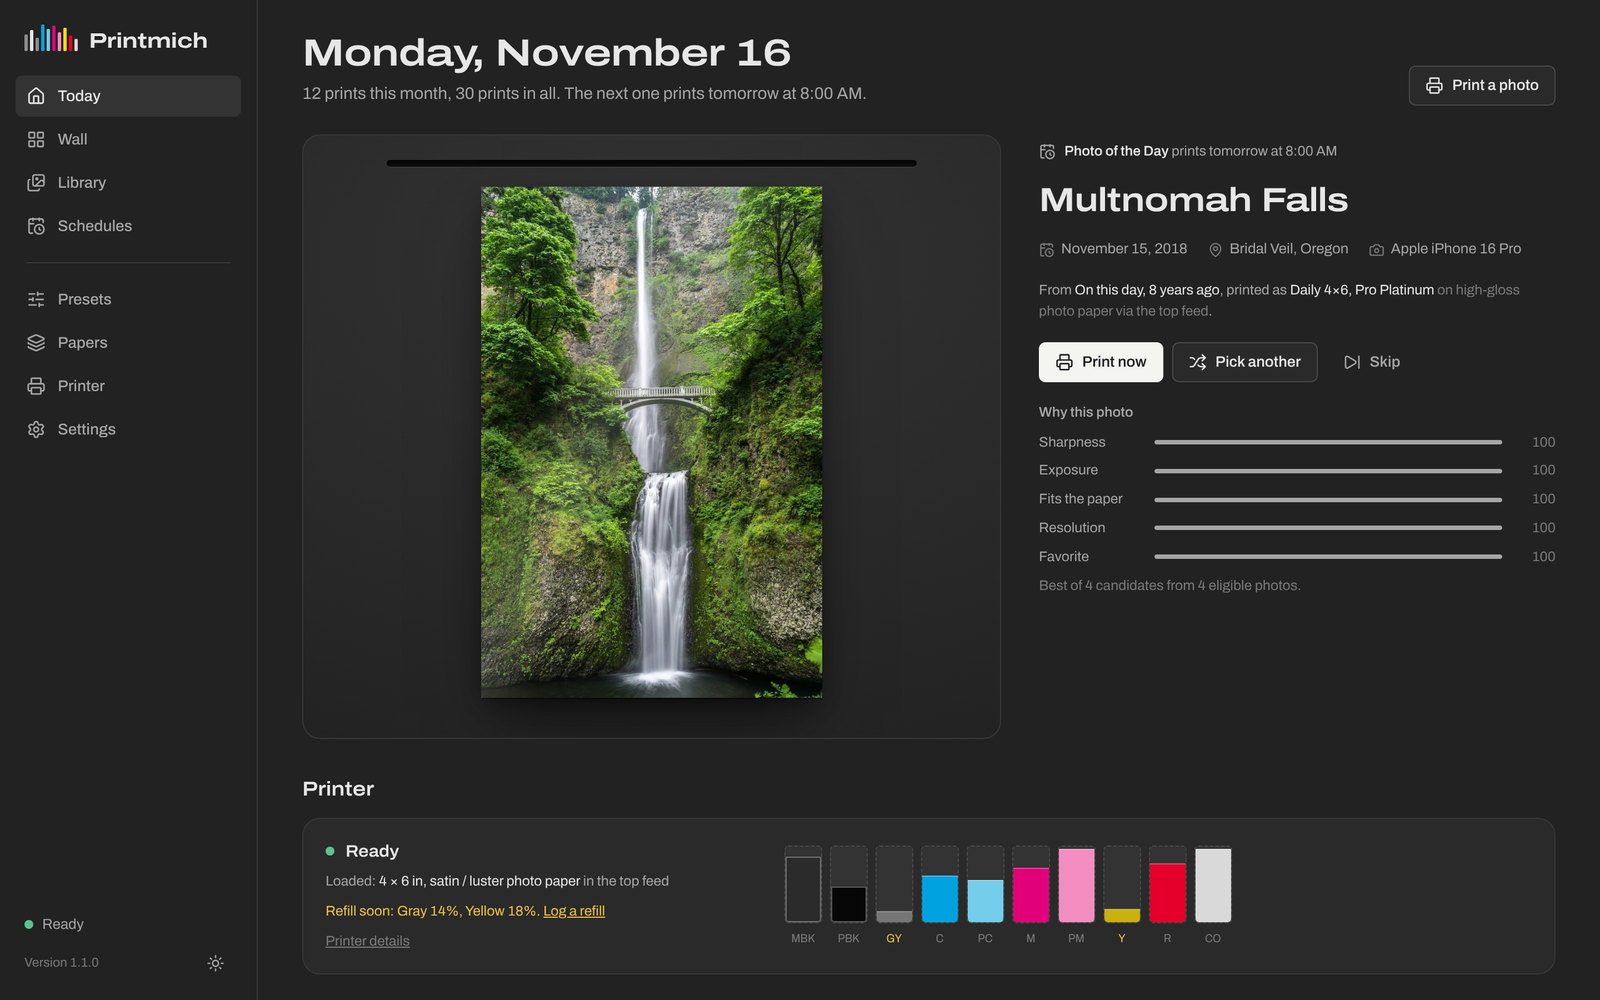 Printmich
Today
Wall
Library
Schedules
Presets
Papers
Printer
Settings
Ready
Version 1.1.0
Monday, November 16
12 prints this month, 30 prints in all. The next one prints tomorrow at 8:00 AM.
Print a photo
Photo of the Day prints tomorrow at 8:00 AM
Multnomah Falls
November 15, 2018 Bridal Veil, Oregon Apple iPhone 16 Pro
From On this day, 8 years ago, printed as Daily 4×6, Pro Platinum on high-gloss
photo paper via the top feed.
Print now Pick another Skip
Why this photo
Sharpness 100
Exposure 100
Fits the paper 100
Resolution 100
Favorite 100
Best of 4 candidates from 4 eligible photos.
Printer
Ready
Loaded: 4 × 6 in, satin / luster photo paper in the top feed
Refill soon: Gray 14%, Yellow 18%. Log a refill
Printer details
MBK PBK GY C PC M PM Y R CO